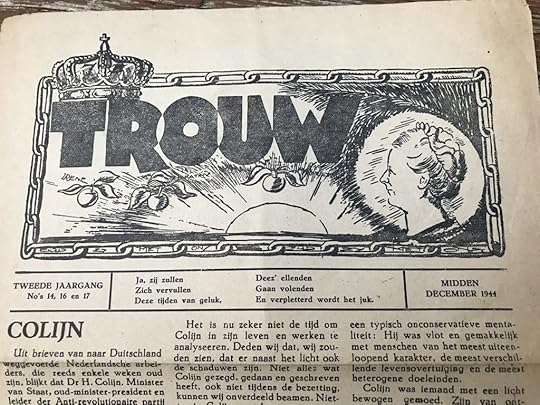 TROUW
IRENE
TWEEDE JAARGANG
No's 14, 16 en 17
Ja, zij zullen
Zich vervullen
Deze tijden van geluk,
Deez' ellenden
Gaan volenden
En verpletterd wordt het juk.
MIDDEN
DECEMBER 1944
COLIJN
Uit brieven van naar Duitschland
weggevoerde Nederlandsche arbei-
ders, die reeds enkele weken oud
zijn, blijkt dat Dr H. Colijn, Minister
van Staat, oud-minister-president en
leider der Anti-revolutionaire partij
Het is nu zeker niet de tijd om
Colijn in zijn leven en werken te
analyseeren. Deden wij dat, wij zou-
den zien, dat er naast het licht ook
de schaduwen zijn. Niet alles wat
Colijn gezegd, gedaan en geschreven
heeft, ook niet tijdens de bezetting,
kunnen wij onverdeeld beamen. Niet-
een typisch onconservatieve menta-
liteit: Hij was vlot en gemakkelijk
met menschen van het meest uiteen-
loopend karakter, de meest verschil-
lende levensovertuiging en de meest
heterogene doeleinden.
Colijn was iemand met een licht
bewogen gemoed. Zijn van ont-